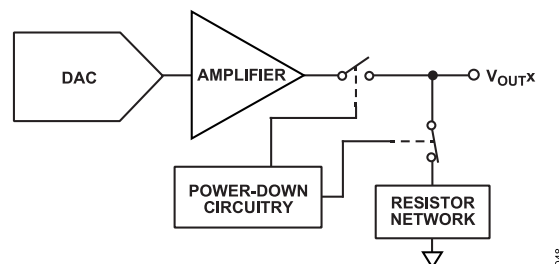 DAC
AMPLIFIER
VOUTX
POWER-DOWN
CIRCUITRY
RESISTOR
NETWORK